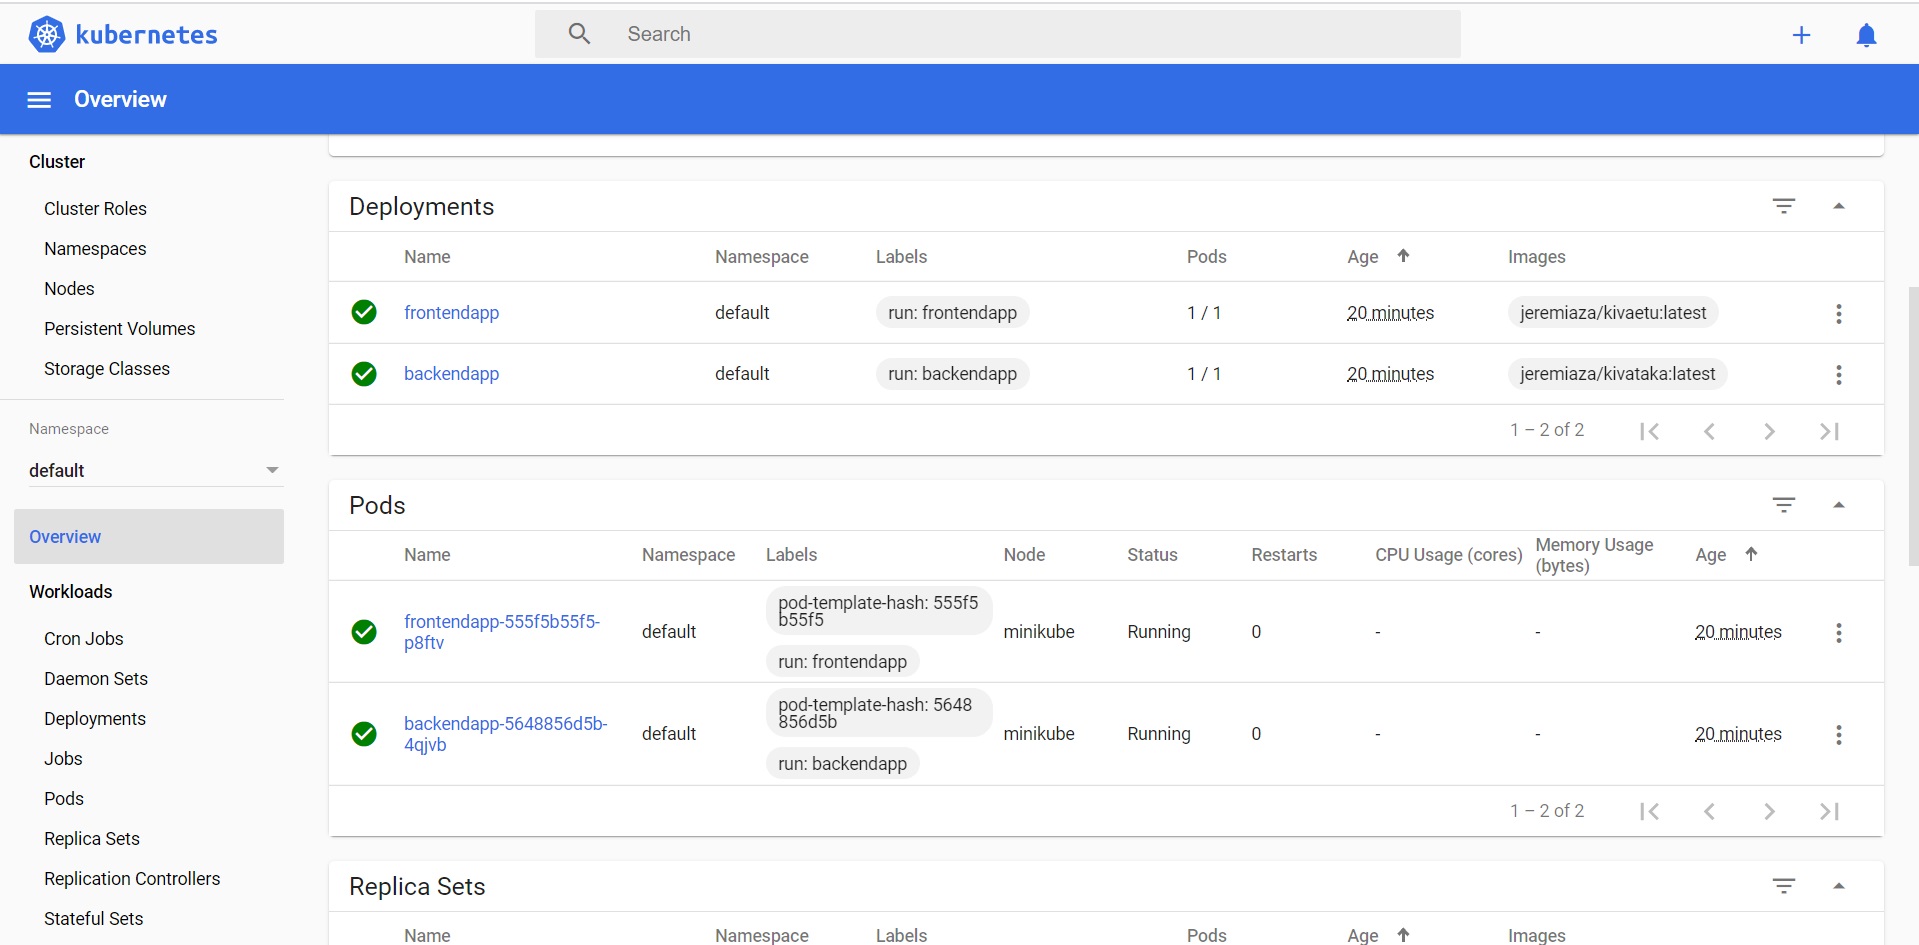 kubernetes
Search
Overview
Cluster
Cluster Roles
Namespaces
Nodes
Persistent Volumes
Storage Classes
Namespace
default
Overview
Workloads
Cron Jobs
Daemon Sets
Deployments
Jobs
Pods
Replica Sets
Replication Controllers
Stateful Sets
Deployments
Name Namespace Labels Pods Age Images
frontendapp default run: frontendapp 1 / 1 20 minutes jeremiaza/kivaetu:latest
backendapp default run: backendapp 1 / 1 20 minutes jeremiaza/kivataka:latest
1 – 2 of 2
Pods
Name Namespace Labels Node Status Restarts CPU Usage (cores) Memory Usage
(bytes) Age
frontendapp-555f5b55f5-
p8ftv default pod-template-hash: 555f5
b55f5
run: frontendapp minikube Running 0 - - 20 minutes
backendapp-5648856d5b-
4qjvb default pod-template-hash: 5648
856d5b
run: backendapp minikube Running 0 - - 20 minutes
1 – 2 of 2
Replica Sets
Name Namespace Labels Pods Age Images